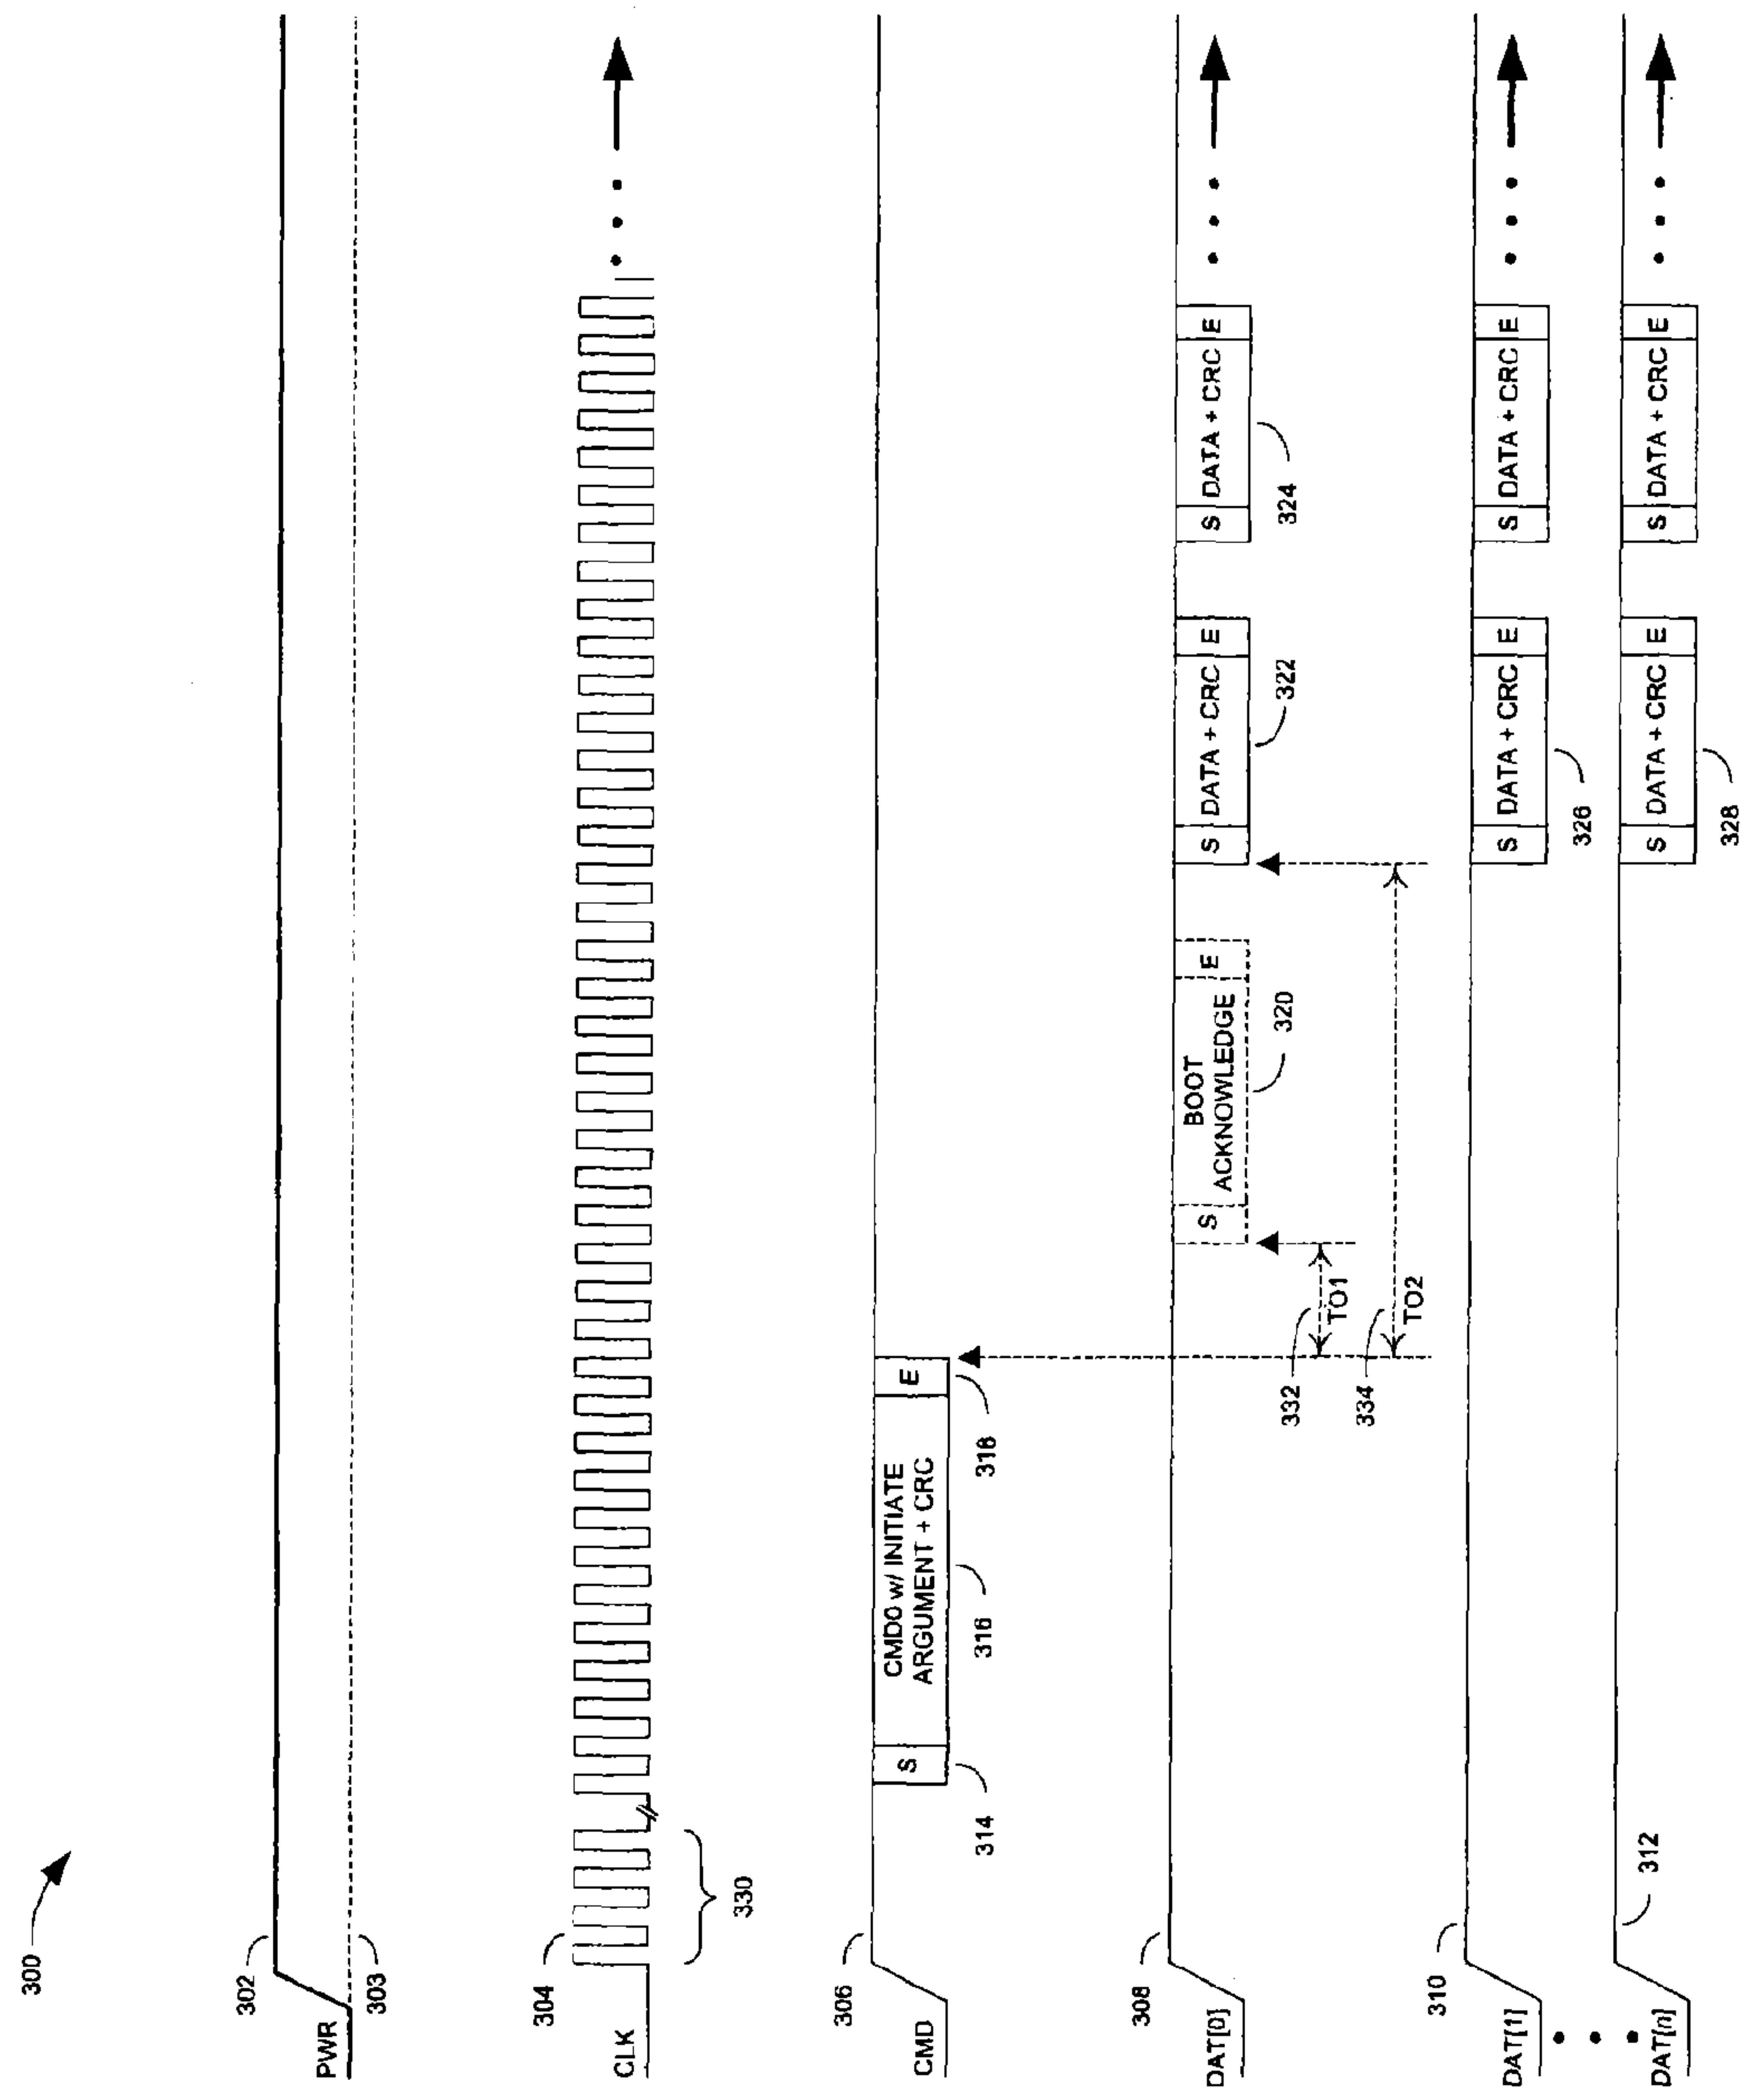 300
PWR
302
303
CLK
304
330
CMD
306
314
S
CMD0 w/ INITIATE
ARGUMENT + CRC
E
316
318
DAT[0]
308
S
BOOT
ACKNOWLEDGE
E
320
S
DATA + CRC
E
322
S
DATA + CRC
E
324
332
TO1
334
TO2
DAT[1]
310
S
DATA + CRC
E
326
S
DATA + CRC
E
DAT[n]
312
S
DATA + CRC
E
328
S
DATA + CRC
E